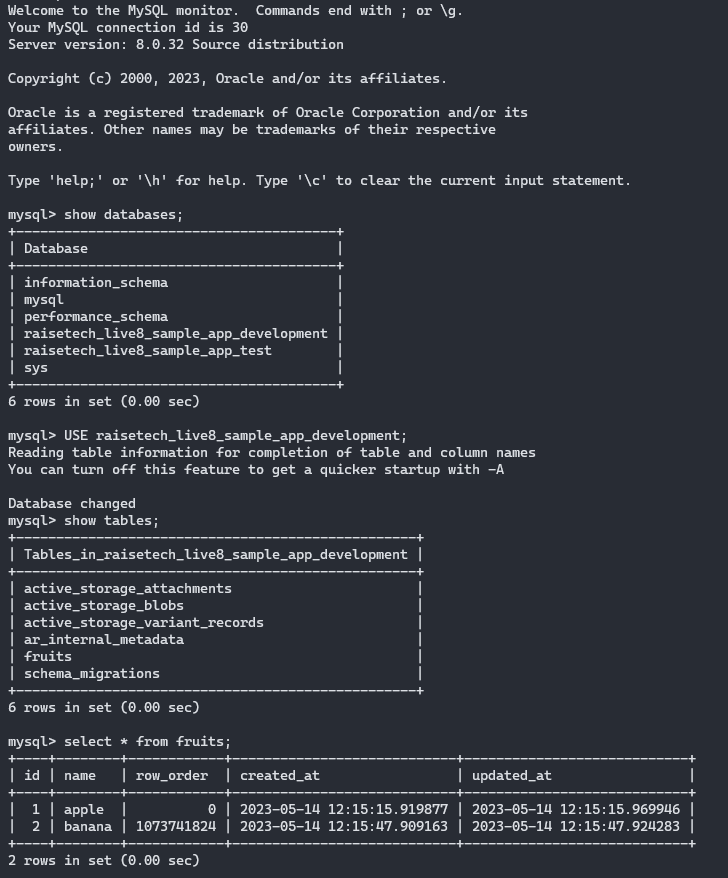 Welcome to the MySQL monitor.  Commands end with ; or \g.
Your MySQL connection id is 30
Server version: 8.0.32 Source distribution

Copyright (c) 2000, 2023, Oracle and/or its affiliates.

Oracle is a registered trademark of Oracle Corporation and/or its
affiliates. Other names may be trademarks of their respective
owners.

Type 'help;' or '\h' for help. Type '\c' to clear the current input statement.

mysql> show databases;
+----------------------------------------+
| Database                               |
+----------------------------------------+
| information_schema                     |
| mysql                                  |
| performance_schema                     |
| raisetech_live8_sample_app_development |
| raisetech_live8_sample_app_test        |
| sys                                    |
+----------------------------------------+
6 rows in set (0.00 sec)

mysql> USE raisetech_live8_sample_app_development;
Reading table information for completion of table and column names
You can turn off this feature to get a quicker startup with -A

Database changed
mysql> show tables;
+--------------------------------------------------+
| Tables_in_raisetech_live8_sample_app_development |
+--------------------------------------------------+
| active_storage_attachments                       |
| active_storage_blobs                             |
| active_storage_variant_records                   |
| ar_internal_metadata                             |
| fruits                                           |
| schema_migrations                                |
+--------------------------------------------------+
6 rows in set (0.00 sec)

mysql> select * from fruits;
+----+--------+------------+----------------------------+----------------------------+
| id | name   | row_order  | created_at                 | updated_at                 |
+----+--------+------------+----------------------------+----------------------------+
|  1 | apple  |          0 | 2023-05-14 12:15:15.919877 | 2023-05-14 12:15:15.969946 |
|  2 | banana | 1073741824 | 2023-05-14 12:15:47.909163 | 2023-05-14 12:15:47.924283 |
+----+--------+------------+----------------------------+----------------------------+
2 rows in set (0.00 sec)